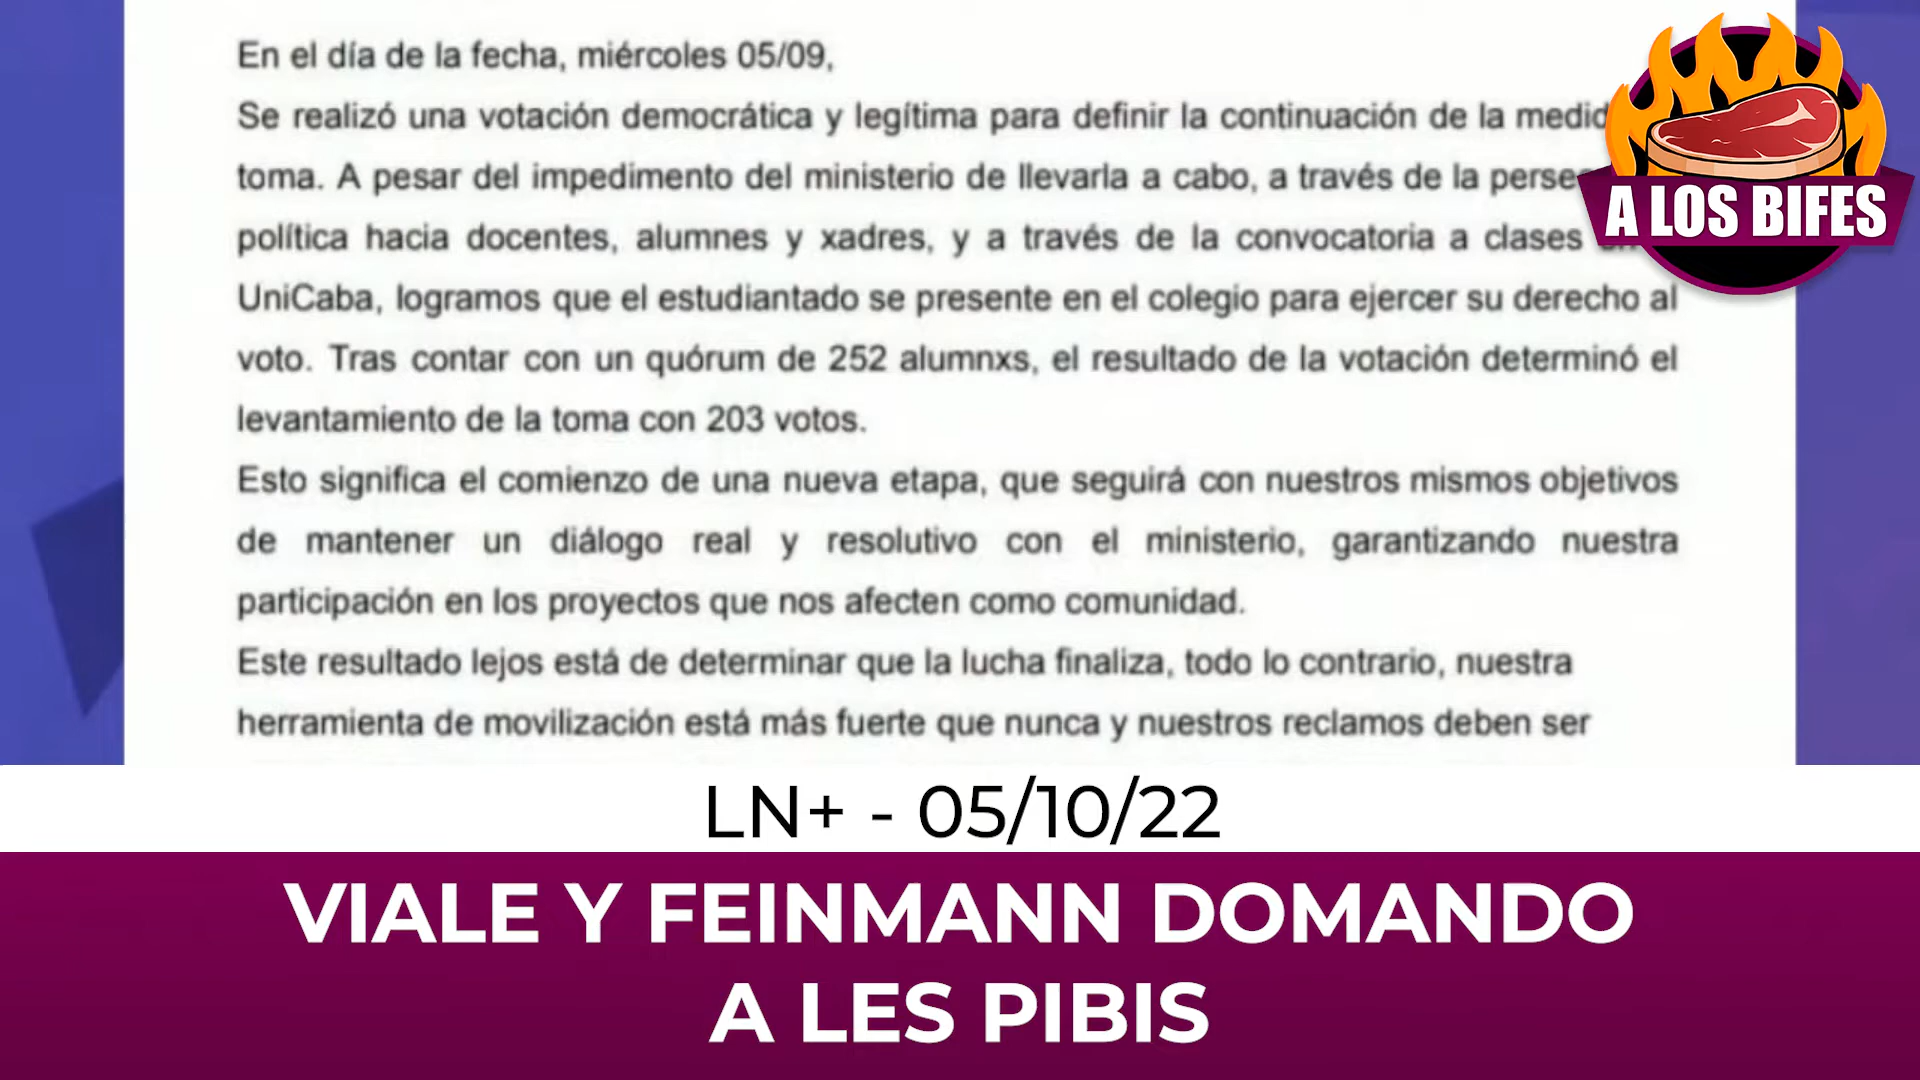 En el día de la fecha, miércoles 05/09,
Se realizó una votación democrática y legítima para definir la continuación de la medid
toma. A pesar del impedimento del ministerio de llevarla a cabo, a través de la perse
política hacia docentes, alumnes y xadres, y a través de la convocatoria a clases
UniCaba, logramos que el estudiantado se presente en el colegio para ejercer su derecho al
voto. Tras contar con un quórum de 252 alumnxs, el resultado de la votación determinó el
levantamiento de la toma con 203 votos.
Esto significa el comienzo de una nueva etapa, que seguirá con nuestros mismos objetivos
de mantener un diálogo real y resolutivo con el ministerio, garantizando nuestra
participación en los proyectos que nos afecten como comunidad.
Este resultado lejos está de determinar que la lucha finaliza, todo lo contrario, nuestra
herramienta de movilización está más fuerte que nunca y nuestros reclamos deben ser
A LOS BIFES
LN+ - 05/10/22
VIALE Y FEINMANN DOMANDO
A LES PIBIS